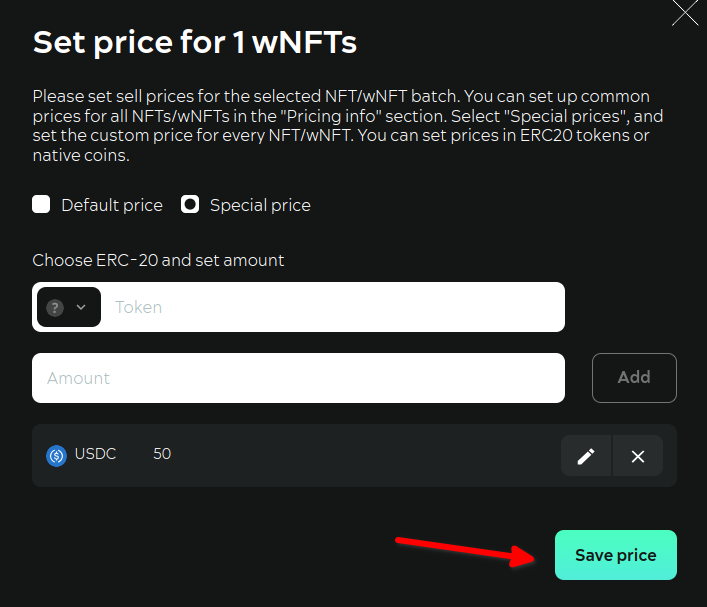 Set price for 1 wNFTs
Please set sell prices for the selected NFT/wNFT batch. You can set up common
prices for all NFTs/wNFTs in the "Pricing info" section. Select "Special prices", and
set the custom price for every NFT/wNFT. You can set prices in ERC20 tokens or
native coins.
Default price Special price
Choose ERC-20 and set amount
? Token
Amount Add
USDC 50
Save price